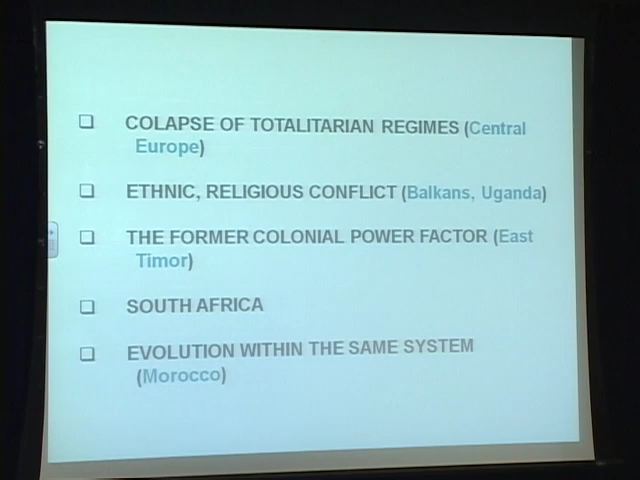 COLAPSE OF TOTALITARIAN REGIMES (Central
Europe)
ETHNIC, RELIGIOUS CONFLICT (Balkans, Uganda)
THE FORMER COLONIAL POWER FACTOR (East
Timor)
SOUTH AFRICA
EVOLUTION WITHIN THE SAME SYSTEM
(Morocco)